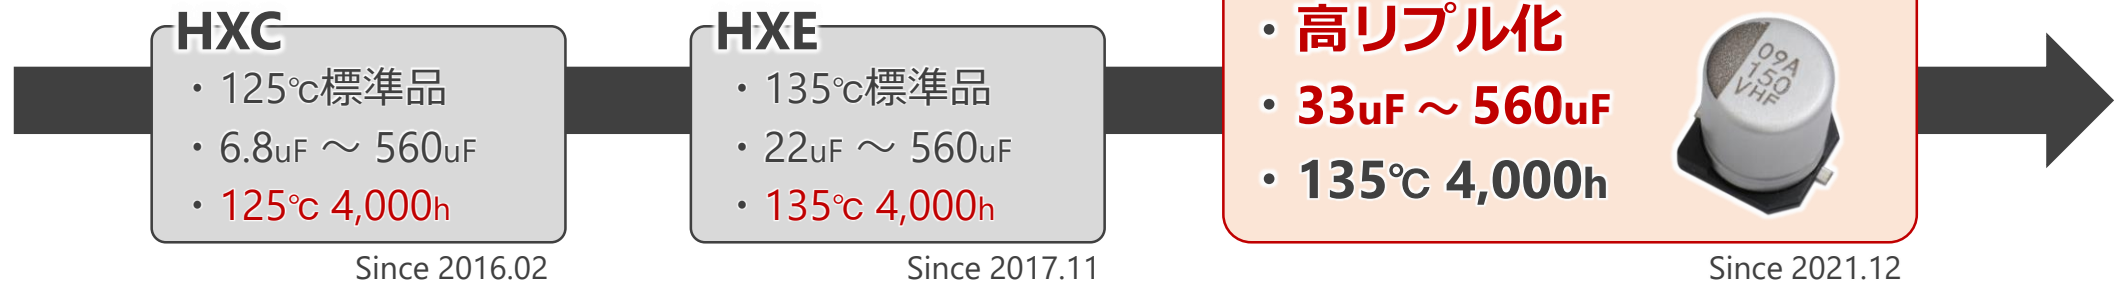 HXC
・125℃標準品
・6.8uF ～ 560uF
・125℃ 4,000h
Since 2016.02
HXE
・135℃標準品
・22uF ～ 560uF
・135℃ 4,000h
Since 2017.11
・高リプル化
・33uF ～ 560uF
・135℃ 4,000h
09A
150
VHF
Since 2021.12